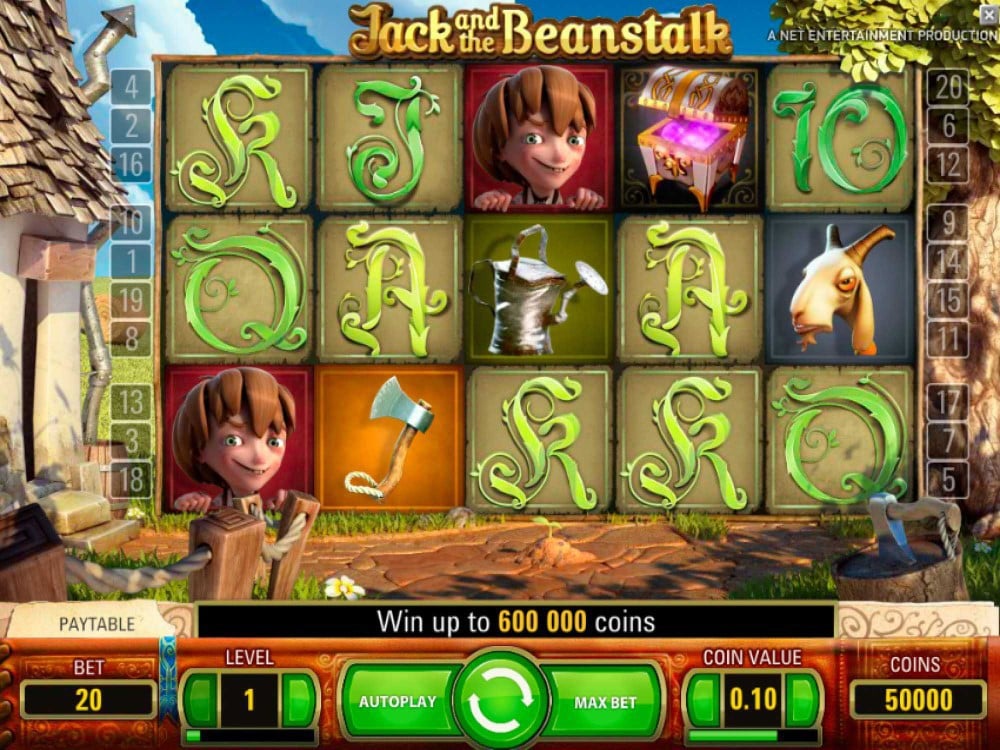 Jack and the Beanstalk
A NET ENTERTAINMENT PRODUCTION
4
20
K
J
10
2
6
16
12
10
9
Q
A
A
1
14
19
15
8
11
13
17
K
K
Q
3
7
18
5
Win up to 600 000 coins
PAYTABLE
BET
LEVEL
COIN VALUE
COINS
20
1
AUTOPLAY
MAX BET
0.10
50000